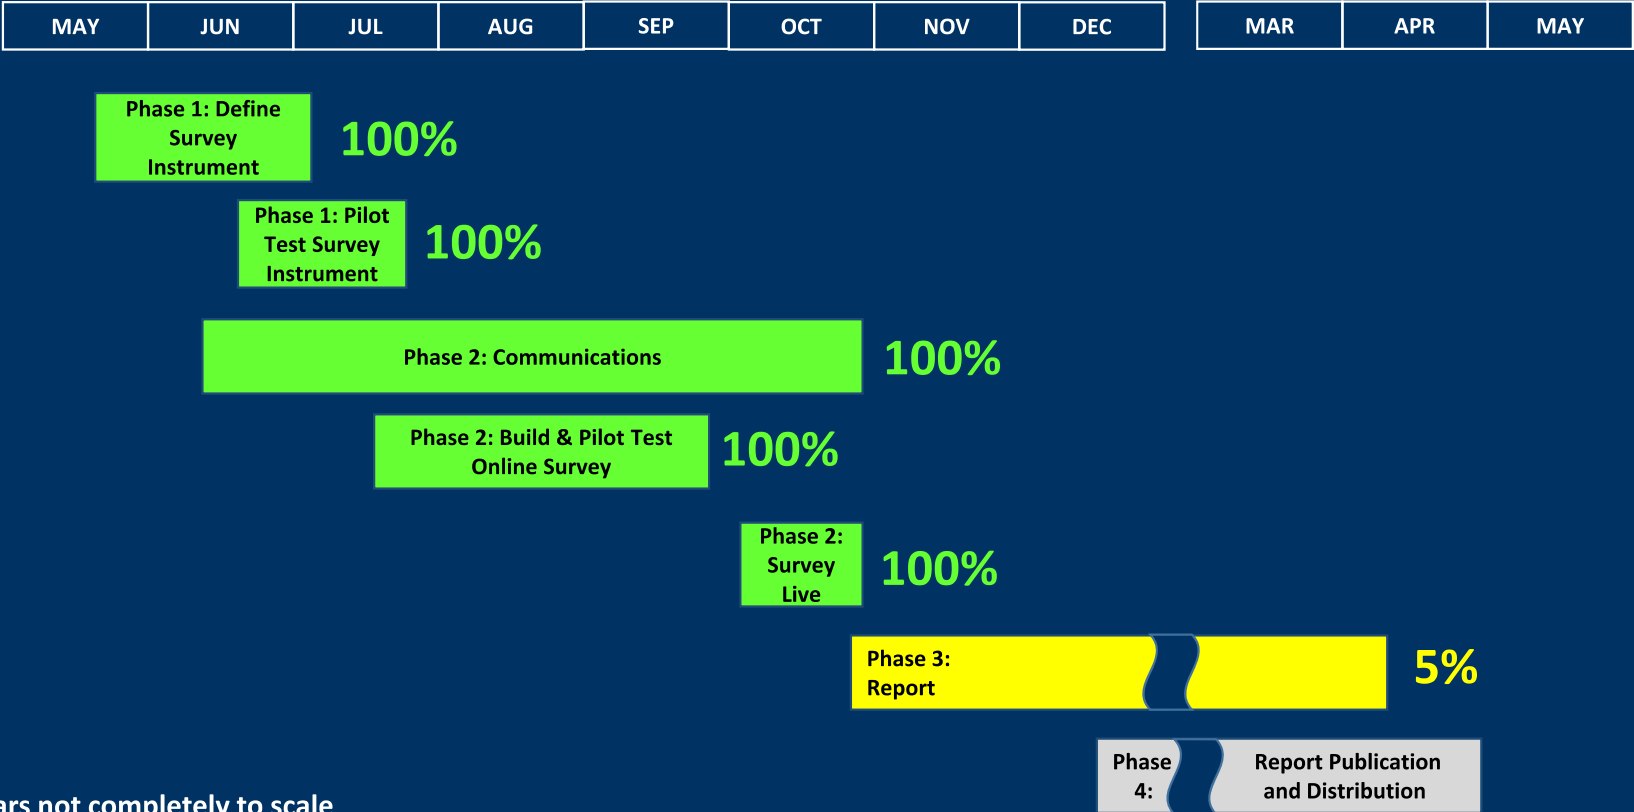 MAY JUN JUL AUG SEP OCT NOV DEC MAR APR MAY
Phase 1: Define
Survey
Instrument
100%
Phase 1: Pilot
Test Survey
Instrument
100%
Phase 2: Communications
100%
Phase 2: Build & Pilot Test
Online Survey
100%
Phase 2:
Survey
Live
100%
Phase 3:
Report
5%
Phase
4:
Report Publication
and Distribution
not completely to scale